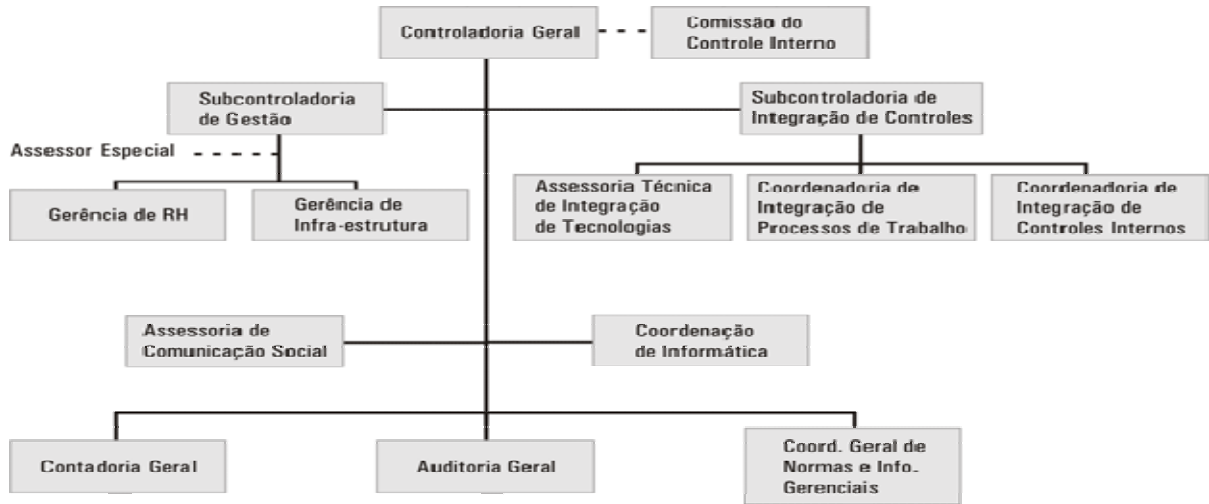 Controladoria Geral
Comissão do
Controle Interno
Subcontroladoria
de Gestão
Subcontroladoria de
Integração de Controles
Assessor Especial
Gerência de RH
Gerência de
Infra-estrutura
Assessoria Técnica
de Integração
de Tecnologias
Coordenadoria de
Integração de
Processos de Trabalho
Coordenadoria de
Integração de
Controles Internos
Assessoria de
Comunicação Social
Coordenação
de Informática
Contadoria Geral
Auditoria Geral
Coord. Geral de
Normas e Info.
Gerenciais